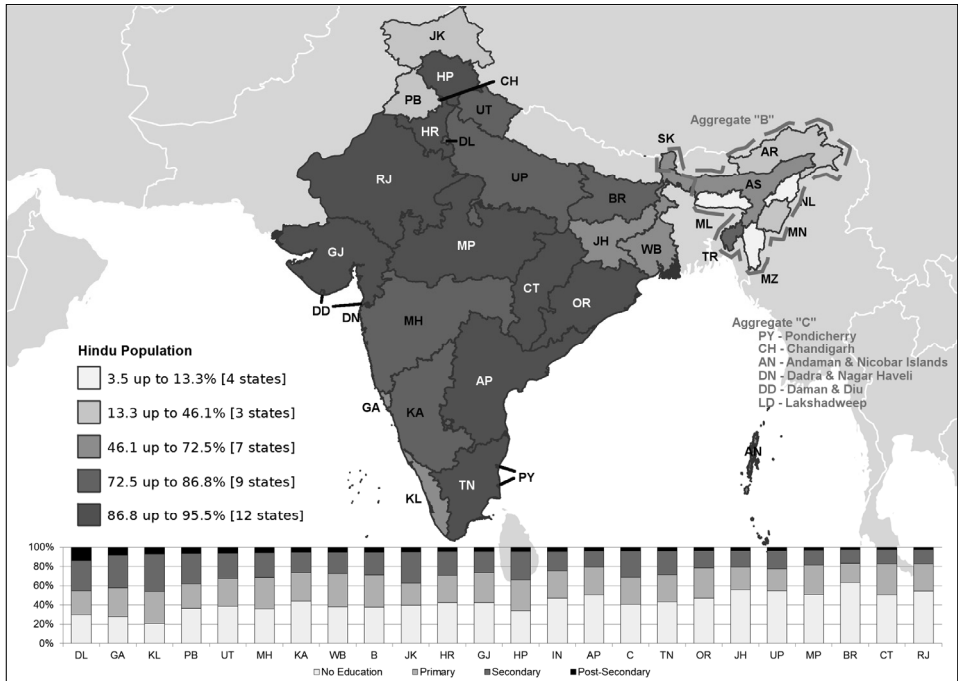 JK
HP
CH
PB
UT
HR
DL
Aggregate "B"
SK
AR
RJ
UP
AS
BR
NL
ML
MN
GJ
MP
JH
WB
TR
MZ
CT
DD
DN
OR
MH
Aggregate "C"
PY - Pondicherry
CH - Chandigarh
AN - Andaman & Nicobar Islands
DN - Dadra & Nagar Haveli
DD - Daman & Diu
LD - Lakshadweep
Hindu Population
3.5 up to 13.3% [4 states]
13.3 up to 46.1% [3 states]
46.1 up to 72.5% [7 states]
72.5 up to 86.8% [9 states]
86.8 up to 95.5% [12 states]
AP
GA
KA
AN
PY
TN
KL
100%
80%
60%
40%
20%
0%
DL GA KL PB UT MH KA WB B JK HR GJ HP IN AP C TN OR JH UP MP BR CT RJ
No Education Primary Secondary Post-Secondary